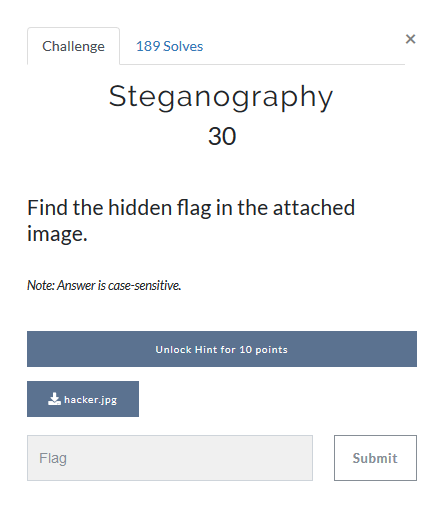 Challenge
189 Solves
×
Steganography
30
Find the hidden flag in the attached
image.
Note: Answer is case-sensitive.
Unlock Hint for 10 points
hacker.jpg
Flag
Submit